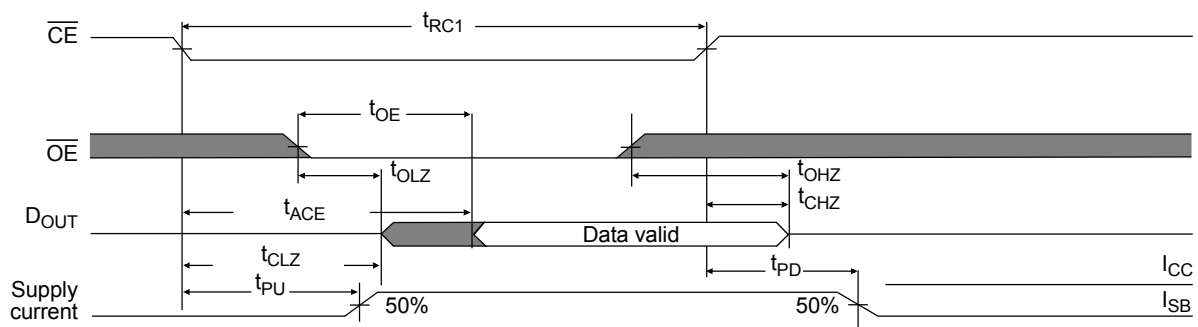 tRC1
CE
tOE
OE
tOLZ
tOHZ
tACE
tCHZ
DOUT
Data valid
tCLZ
tPD
ICC
tPU
Supply
current
50%
50%
ISB